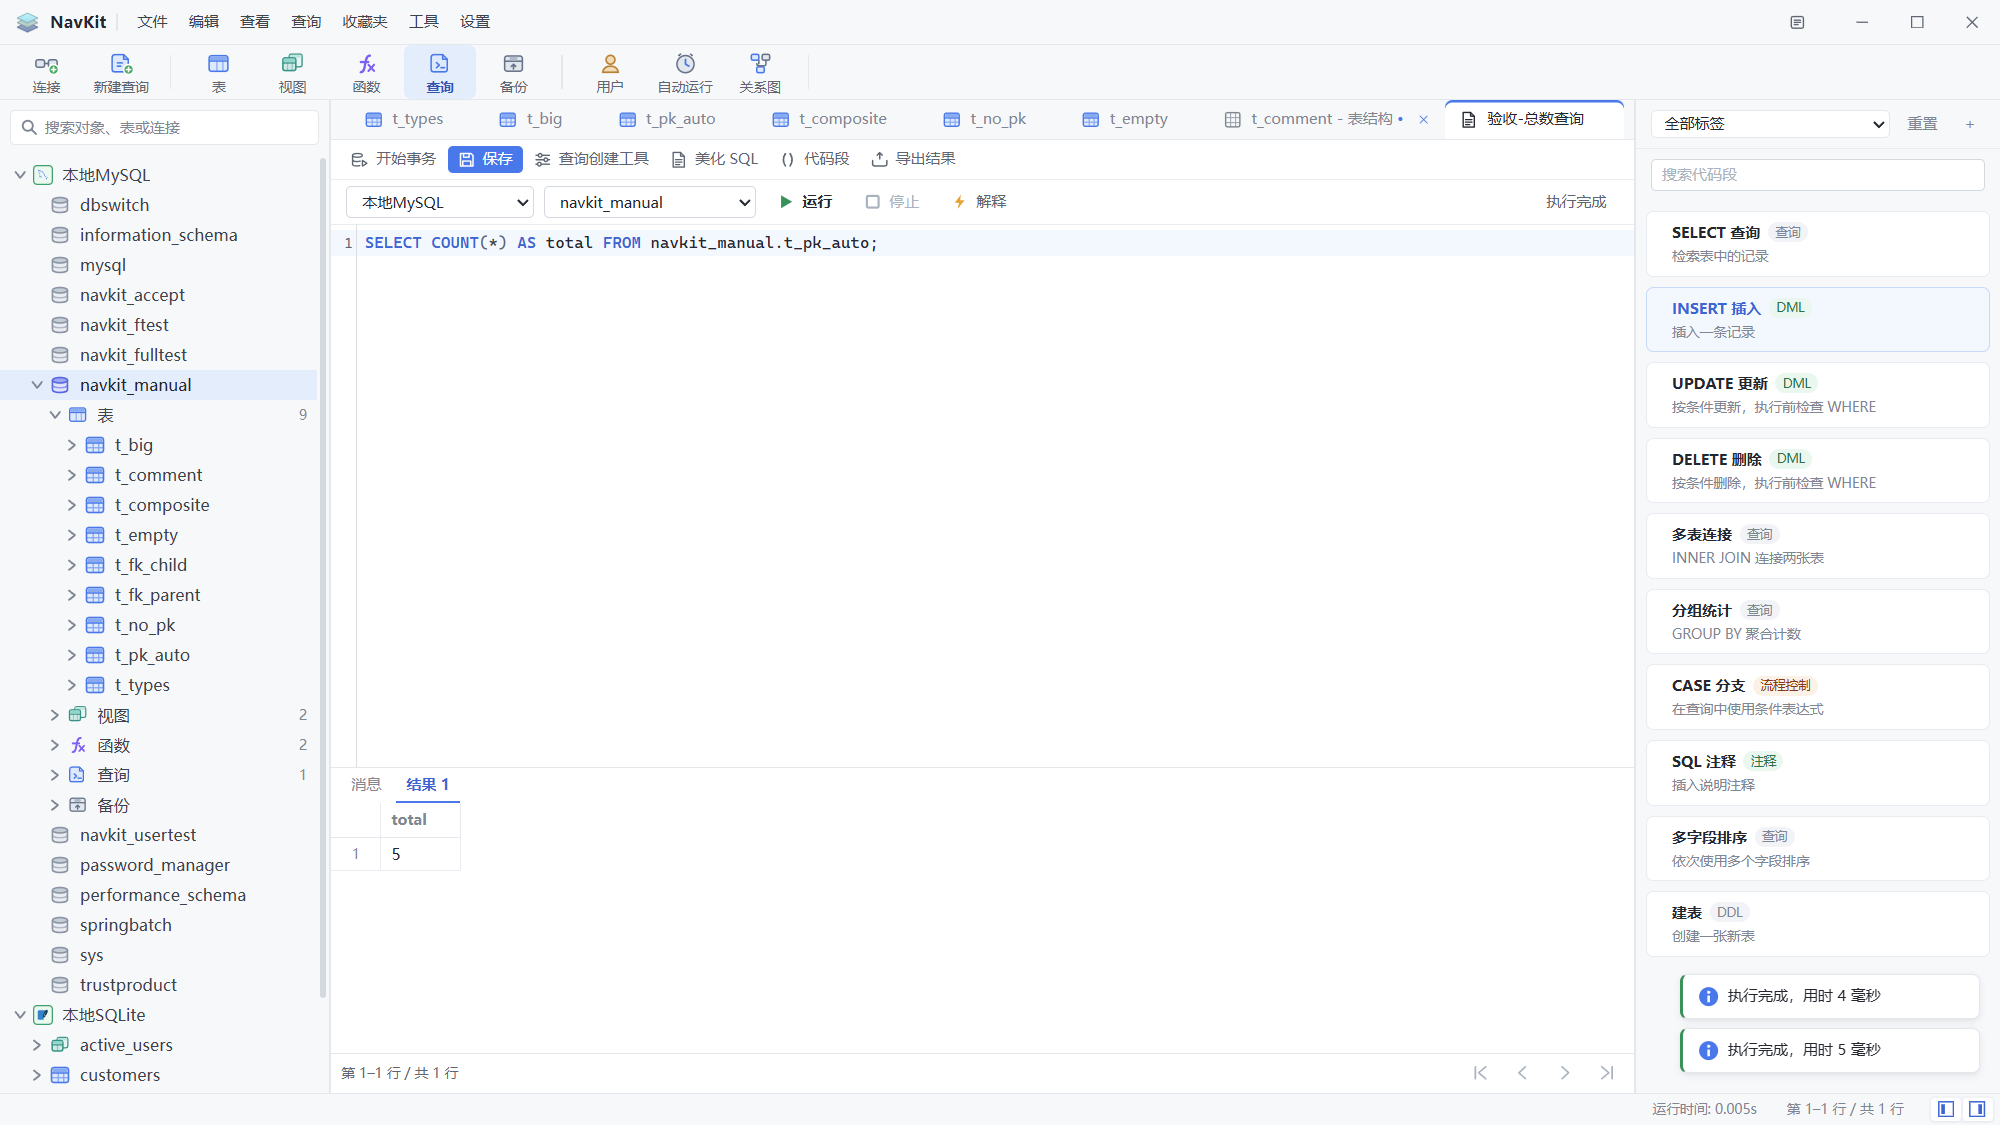 NavKit 文件 编辑 查看 查询 收藏夹 工具 设置
连接 新建查询 表 视图 函数 查询 备份 用户 自动运行 关系图
搜索对象、表或连接
本地MySQL
dbswitch
information_schema
mysql
navkit_accept
navkit_ftest
navkit_fulltest
navkit_manual
表 9
t_big
t_comment
t_composite
t_empty
t_fk_child
t_fk_parent
t_no_pk
t_pk_auto
t_types
视图 2
函数 2
查询 1
备份
navkit_usertest
password_manager
performance_schema
springbatch
sys
trustproduct
本地SQLite
active_users
customers
t_types t_big t_pk_auto t_composite t_no_pk t_empty t_comment - 表结构 • × 验收-总数查询
开始事务 保存 查询创建工具 美化 SQL () 代码段 导出结果
本地MySQL navkit_manual 运行 停止 解释 执行完成
1 SELECT COUNT(*) AS total FROM navkit_manual.t_pk_auto;
消息 结果 1
total
1 5
第 1–1 行 / 共 1 行
全部标签 重置 +
搜索代码段
SELECT 查询 查询
检索表中的记录
INSERT 插入 DML
插入一条记录
UPDATE 更新 DML
按条件更新，执行前检查 WHERE
DELETE 删除 DML
按条件删除，执行前检查 WHERE
多表连接 查询
INNER JOIN 连接两张表
分组统计 查询
GROUP BY 聚合计数
CASE 分支 流程控制
在查询中使用条件表达式
SQL 注释 注释
插入说明注释
多字段排序 查询
依次使用多个字段排序
建表 DDL
创建一张新表
执行完成，用时 4 毫秒
执行完成，用时 5 毫秒
运行时间: 0.005s 第 1–1 行 / 共 1 行